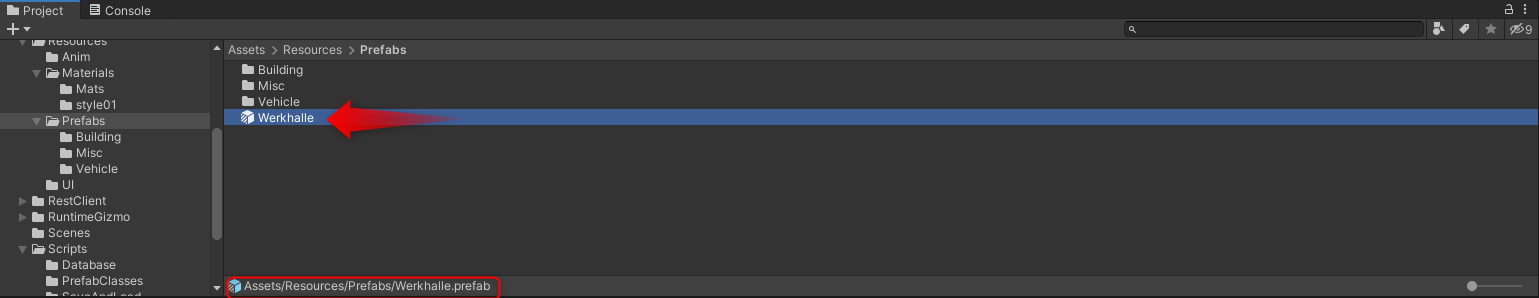 Project
Console
9
Resources
Anim
Materials
Mats
style01
Prefabs
Building
Misc
Vehicle
UI
RestClient
RuntimeGizmo
Scenes
Scripts
Database
PrefabClasses
SaveAndLoad
Assets > Resources > Prefabs
Building
Misc
Vehicle
Werkhalle
Assets/Resources/Prefabs/Werkhalle.prefab